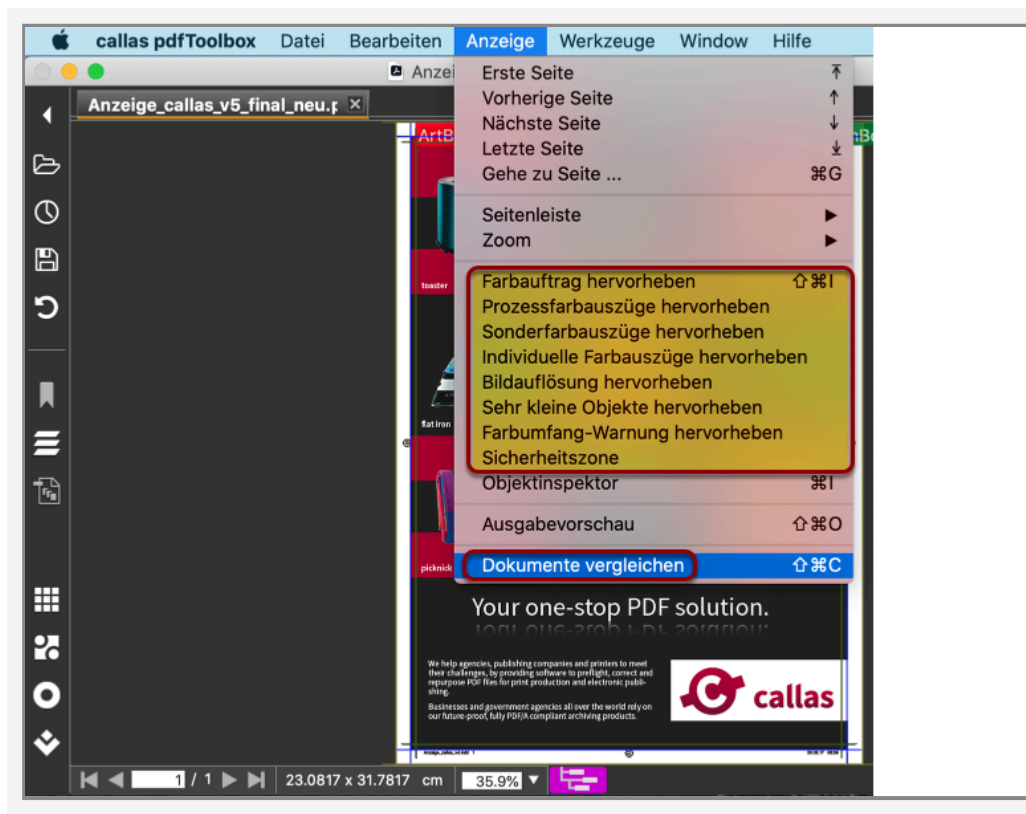 callas pdfToolbox Datei Bearbeiten Anzeige Werkzeuge Window Hilfe
Anzei
Anzeige_callas_v5_final_neu.p
Erste Seite
Vorherige Seite ↑
Nächste Seite ↓
Letzte Seite
Gehe zu Seite ... ⌘G
Seitenleiste ▶
Zoom ▶
Farbauftrag hervorheben ⇧⌘I
Prozessfarbauszüge hervorheben
Sonderfarbauszüge hervorheben
Individuelle Farbauszüge hervorheben
Bildauflösung hervorheben
Sehr kleine Objekte hervorheben
Farbumfang-Warnung hervorheben
Sicherheitszone
Objektinspektor ⌘I
Ausgabevorschau ⇧⌘O
Dokumente vergleichen ⇧⌘C
ArtB
toaster
flat iron
picknick
Your one-stop PDF solution.
We help agencies, publishing companies and printers to meet
their challenges, by providing software to preflight, correct and
repurpose PDF files for print production and electronic publi-
shing.
Businesses and government agencies all over the world rely on
our future-proof, fully PDF/A compliant archiving products.
callas
1 / 1 23.0817 x 31.7817 cm 35.9%